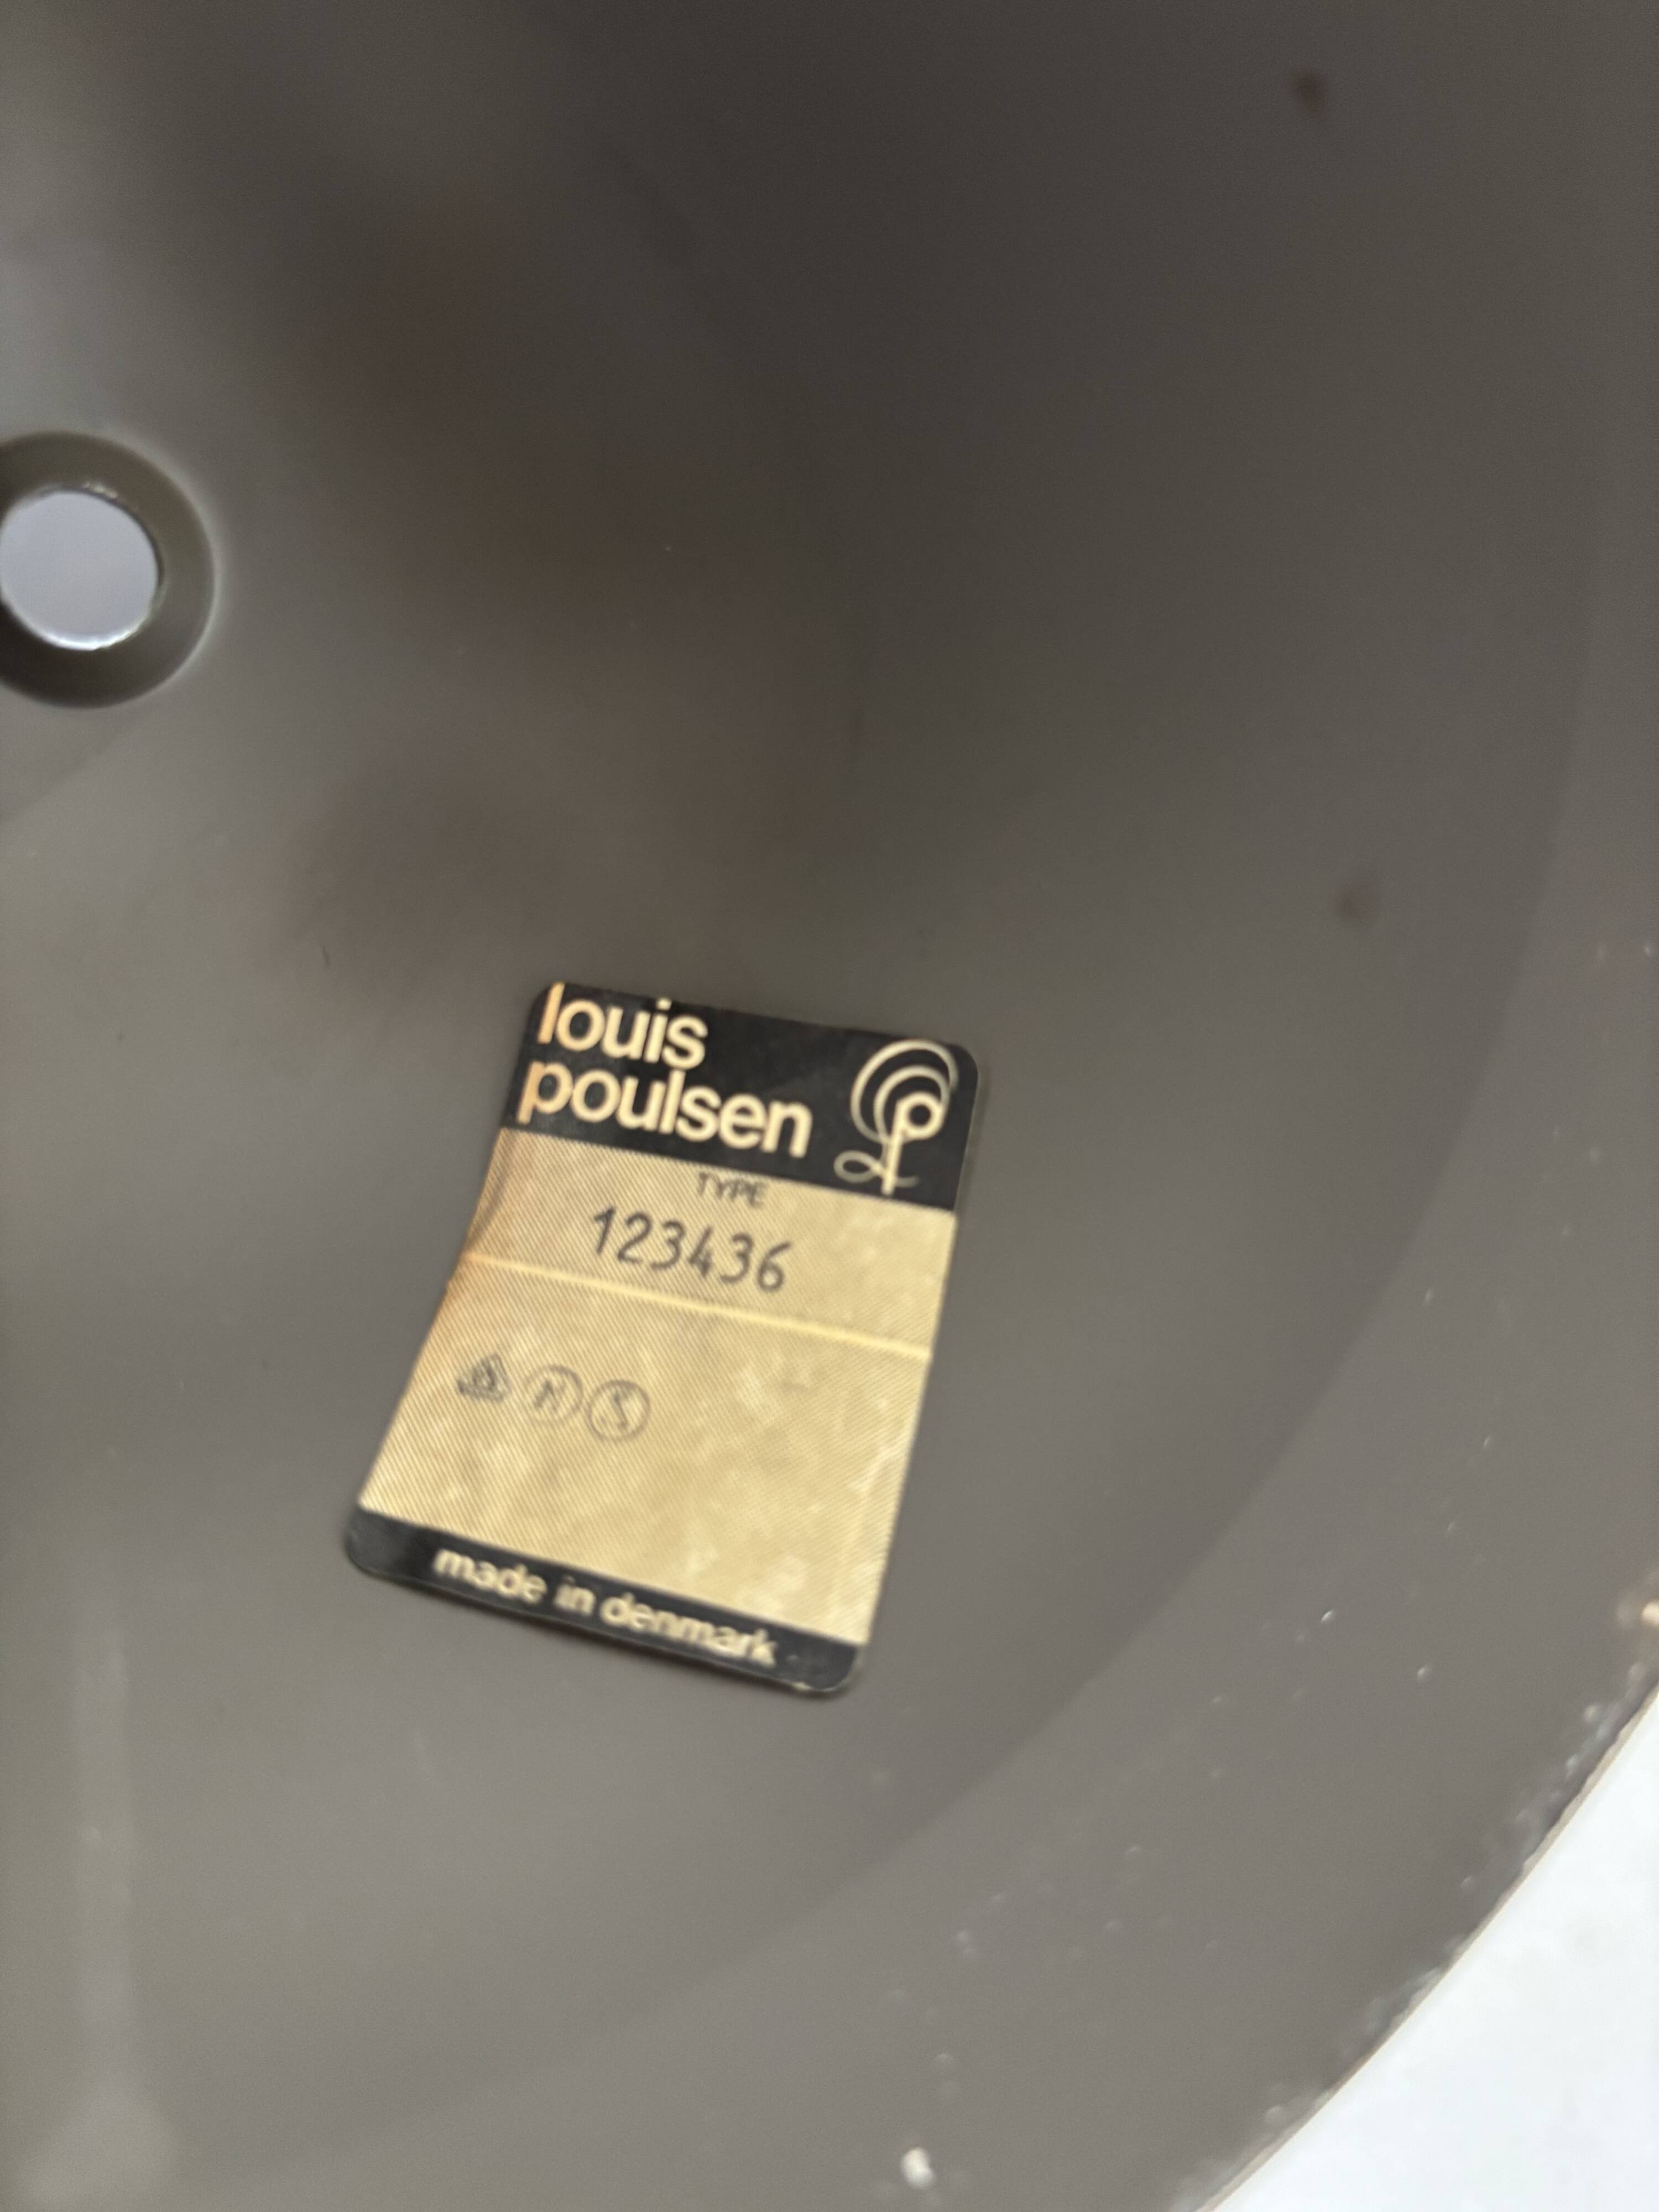 louis
poulsen
TYPE
123436
D N S
made in denmark